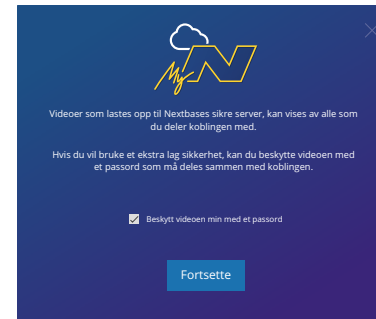 My N
Videoer som lastes opp til Nextbases sikre server, kan vises av alle som
du deler koblingen med.
Hvis du vil bruke et ekstra lag sikkerhet, kan du beskytte videoen med
et passord som må deles sammen med koblingen.
Beskytt videoen min med et passord
Fortsette